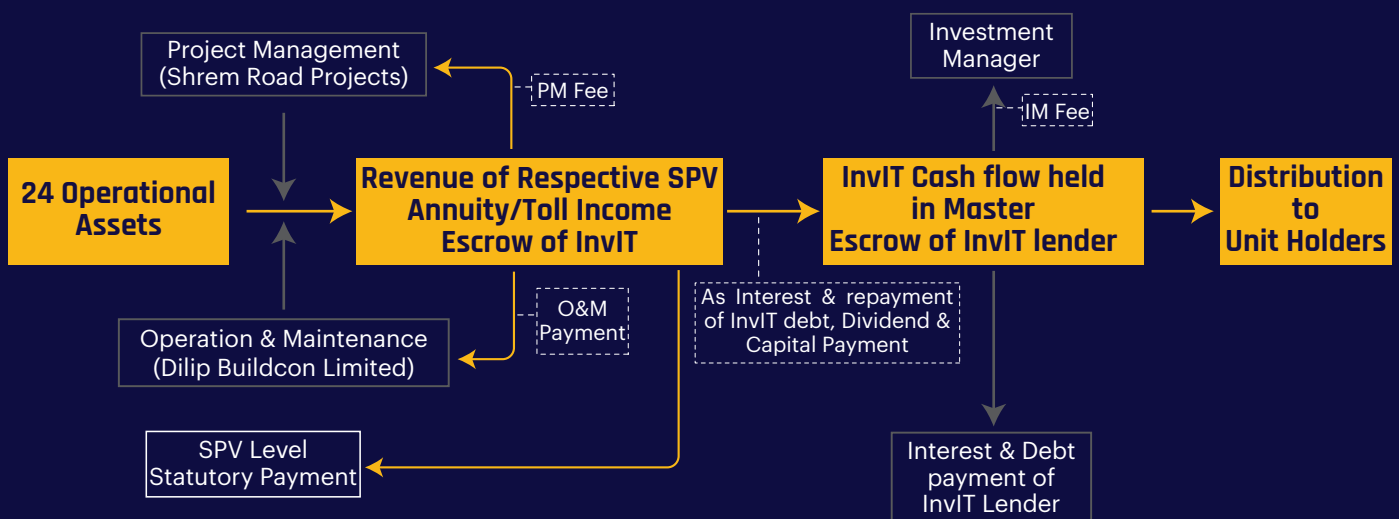 Project Management
(Shrem Road Projects)
PM Fee
Investment
Manager
IM Fee
24 Operational
Assets
Revenue of Respective SPV
Annuity/Toll Income
Escrow of InvIT
InvIT Cash flow held
in Master
Escrow of InvIT lender
Distribution
to
Unit Holders
Operation & Maintenance
(Dilip Buildcon Limited)
O&M
Payment
As Interest & repayment
of InvIT debt, Dividend &
Capital Payment
SPV Level
Statutory Payment
Interest & Debt
payment of
InvIT Lender